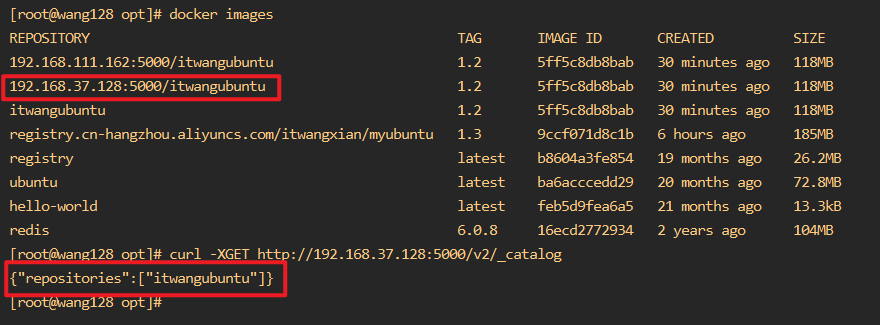 [root@wang128 opt]# docker images
REPOSITORY TAG IMAGE ID CREATED SIZE
192.168.111.162:5000/itwangubuntu 1.2 5ff5c8db8bab 30 minutes ago 118MB
192.168.37.128:5000/itwangubuntu 1.2 5ff5c8db8bab 30 minutes ago 118MB
itwangubuntu 1.2 5ff5c8db8bab 30 minutes ago 118MB
registry.cn-hangzhou.aliyuncs.com/itwangxian/myubuntu 1.3 9ccf071d8c1b 6 hours ago 185MB
registry latest b8604a3fe854 19 months ago 26.2MB
ubuntu latest ba6acccedd29 20 months ago 72.8MB
hello-world latest feb5d9fea6a5 21 months ago 13.3kB
redis 6.0.8 16ecd2772934 2 years ago 104MB
[root@wang128 opt]# curl -XGET http://192.168.37.128:5000/v2/_catalog
{"repositories":["itwangubuntu"]}
[root@wang128 opt]#